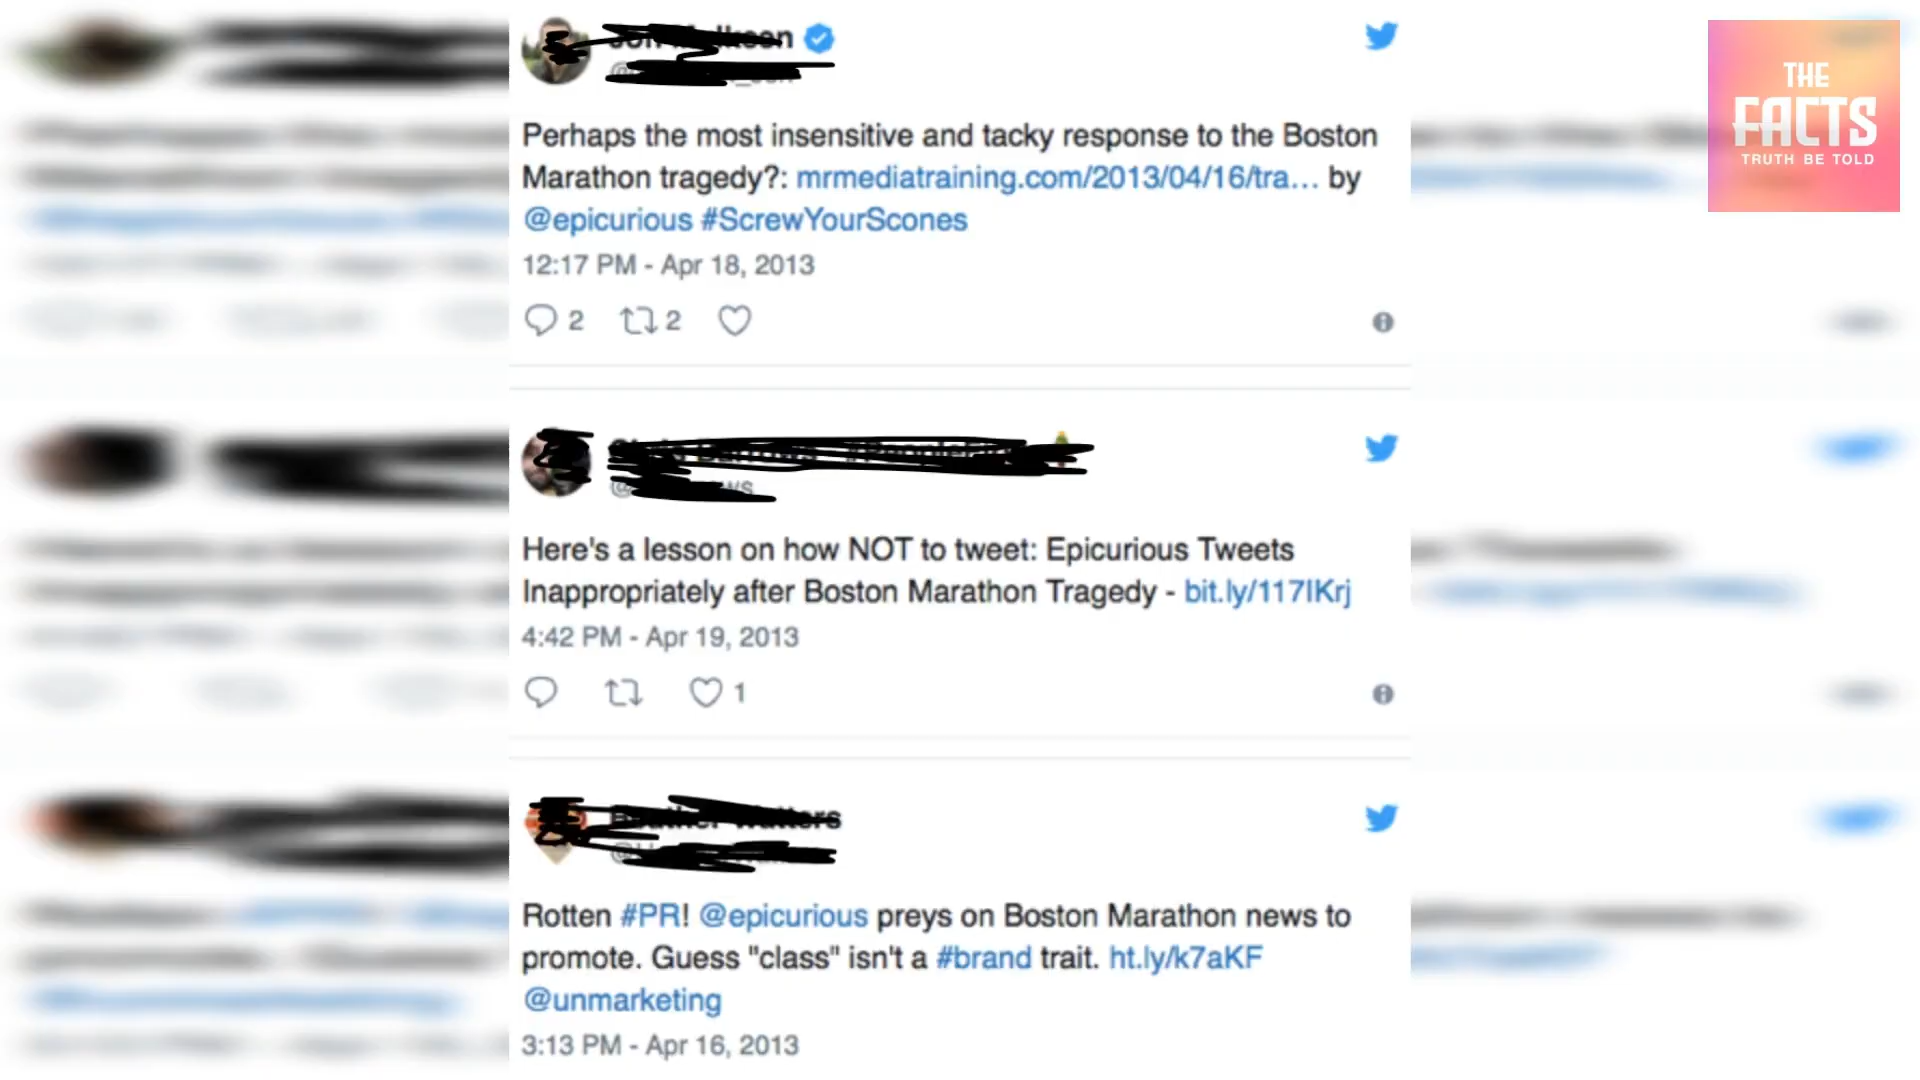 THE
FACTS
TRUTH BE TOLD
Perhaps the most insensitive and tacky response to the Boston
Marathon tragedy?: mrmediatraining.com/2013/04/16/tra... by
@epicurious #ScrewYourScones
12:17 PM - Apr 18, 2013
2 2
Here's a lesson on how NOT to tweet: Epicurious Tweets
Inappropriately after Boston Marathon Tragedy - bit.ly/117IKrj
4:42 PM - Apr 19, 2013
1
Rotten #PR! @epicurious preys on Boston Marathon news to
promote. Guess "class" isn't a #brand trait. ht.ly/k7aKF
@unmarketing
3:13 PM - Apr 16, 2013